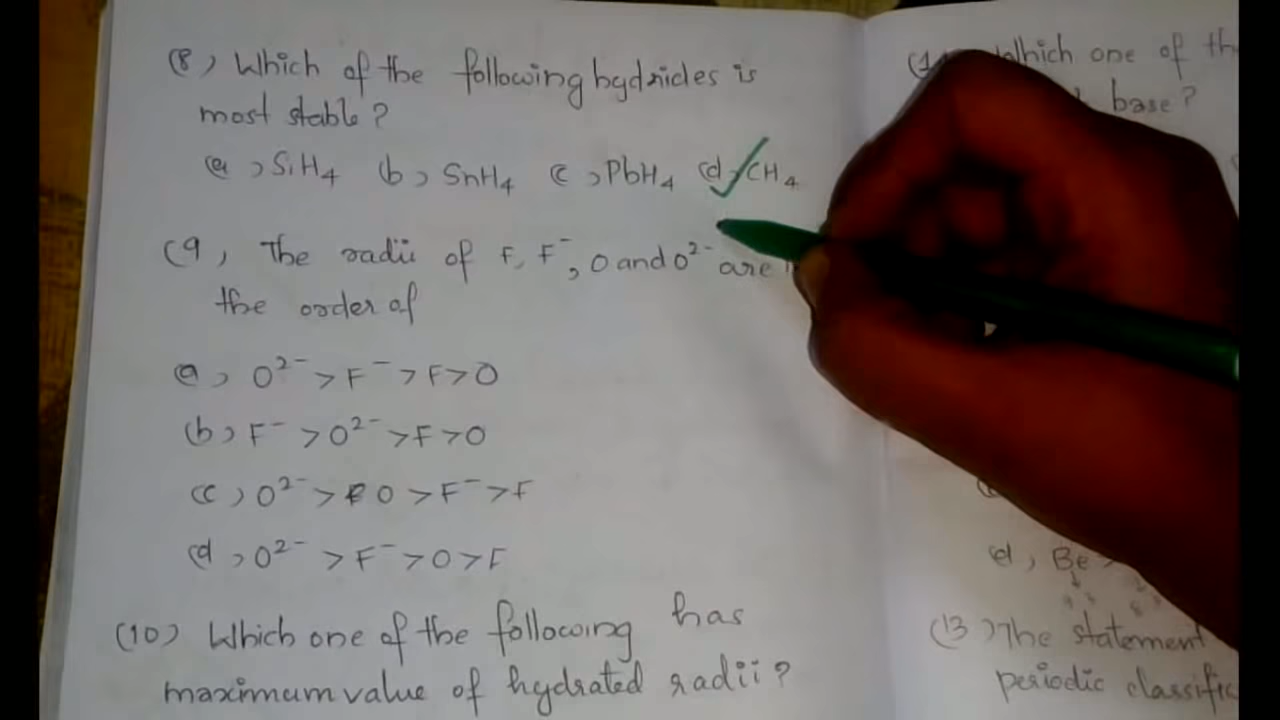 (8) Which of the following hydrides is
most stable?
(a) SiH₄ (b) SnH₄ (c) PbH₄ (d) CH₄
(9) The radii of F, F⁻, O and O²⁻ are
the order of
(a) O²⁻ > F⁻ > F > O
(b) F⁻ > O²⁻ > F > O
(c) O²⁻ > O > F⁻ > F
(d) O²⁻ > F⁻ > O > F
(10) Which one of the following has
maximum value of hydrated radii?
Which one of
base?
(d) Be
(13) The statement
periodic